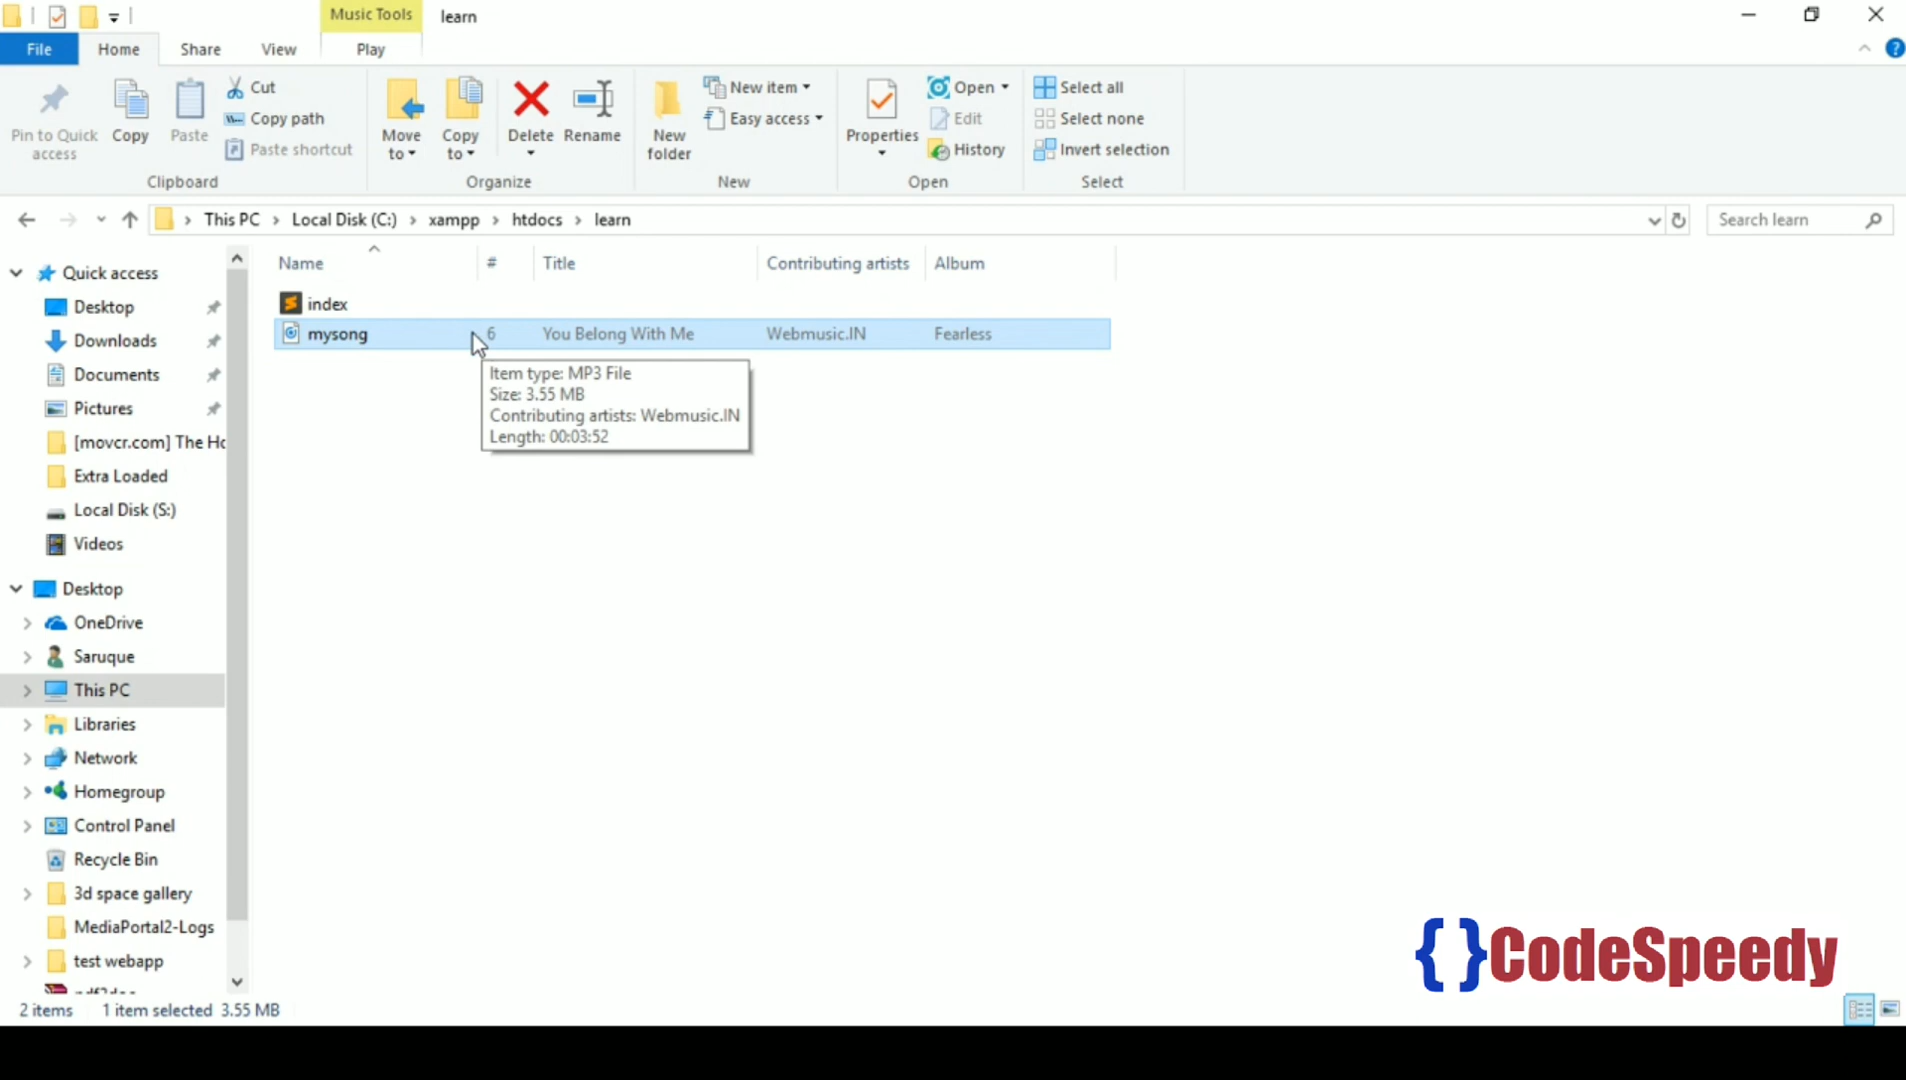 Music Tools
learn
File
Home
Share
View
Play
Pin to Quick access
Copy
Paste
Cut
Copy path
Paste shortcut
Clipboard
Move to
Copy to
Delete
Rename
Organize
New folder
New item
Easy access
New
Properties
Open
Edit
History
Open
Select all
Select none
Invert selection
Select
This PC > Local Disk (C:) > xampp > htdocs > learn
Search learn
Name # Title Contributing artists Album
index
mysong 6 You Belong With Me Webmusic.IN Fearless
Item type: MP3 File
Size: 3.55 MB
Contributing artists: Webmusic.IN
Length: 00:03:52
Quick access
Desktop
Downloads
Documents
Pictures
[movcr.com] The Ho
Extra Loaded
Local Disk (S:)
Videos
Desktop
OneDrive
Saruque
This PC
Libraries
Network
Homegroup
Control Panel
Recycle Bin
3d space gallery
MediaPortal2-Logs
test webapp
{ }CodeSpeedy
2 items 1 item selected 3.55 MB